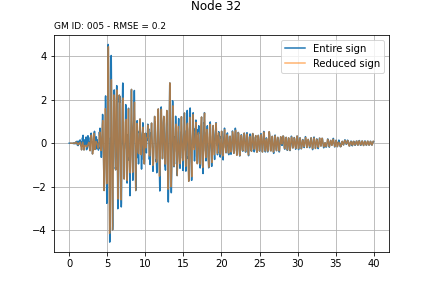 Node 32
GM ID: 005 - RMSE = 0.2
Entire sign
Reduced sign
4
2
0
−2
−4
0 5 10 15 20 25 30 35 40